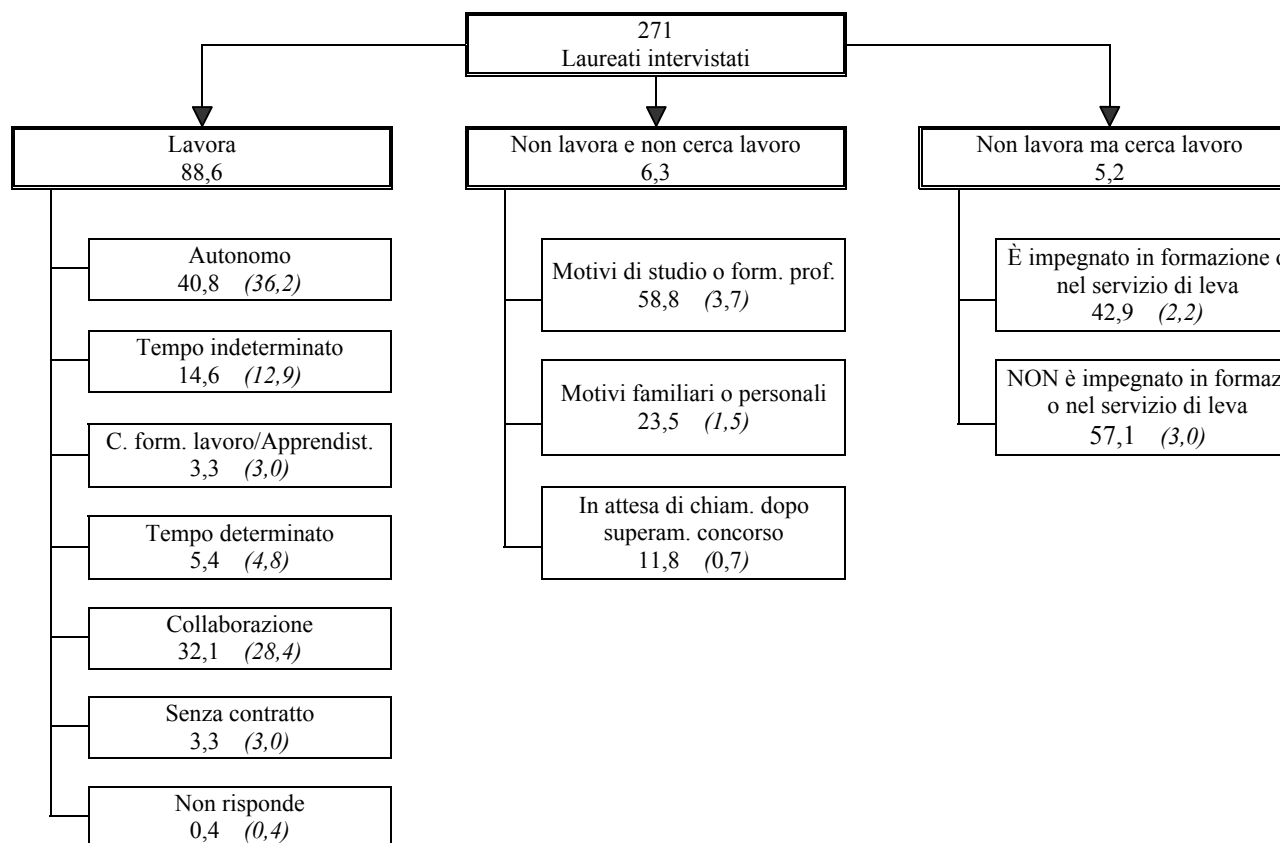 271
Laureati intervistati
Lavora
88,6
Autonomo
40,8 (36,2)
Tempo indeterminato
14,6 (12,9)
C. form. lavoro/Apprendist.
3,3 (3,0)
Tempo determinato
5,4 (4,8)
Collaborazione
32,1 (28,4)
Senza contratto
3,3 (3,0)
Non risponde
0,4 (0,4)
Non lavora e non cerca lavoro
6,3
Motivi di studio o form. prof.
58,8 (3,7)
Motivi familiari o personali
23,5 (1,5)
In attesa di chiam. dopo
superam. concorso
11,8 (0,7)
Non lavora ma cerca lavoro
5,2
È impegnato in formazione
nel servizio di leva
42,9 (2,2)
NON è impegnato in
o nel servizio di leva
57,1 (3,0)